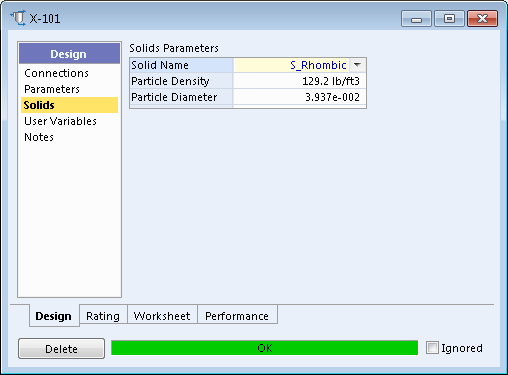 X-101
Design
Connections
Parameters
Solids
User Variables
Notes
Solids Parameters
Solid Name S_Rhombic
Particle Density 129.2 lb/ft3
Particle Diameter 3.937e-002
Design Rating Worksheet Performance
Delete OK Ignored